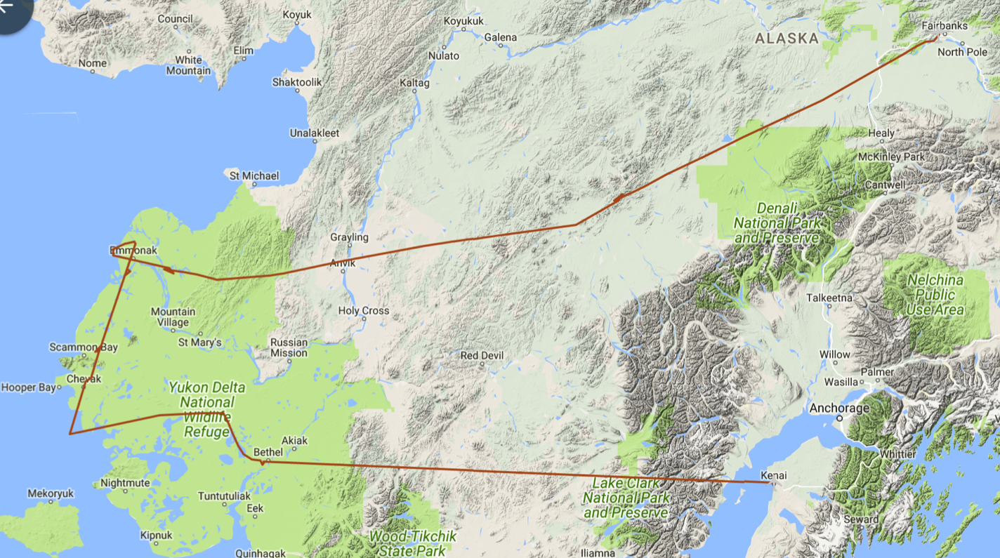 Koyuk
Council
Koyukuk
Fairbanks
Galena
ALASKA
Elim
Nulato
North Pole
Nome
White
Mountain
Shaktoolik
Kaltag
Unalakleet
Healy
McKinley Park
St Michael
Cantwell
Denali
National Park
and Preserve
Grayling
Emmonak
Anvik
Nelchina
Public
Use Area
Talkeetna
Mountain
Village
Holy Cross
St Mary's
Russian
Mission
Scammon Bay
Red Devil
Willow
Palmer
Wasilla
Hooper Bay
Chevak
Yukon Delta
National
Wildlife
Refuge
Anchorage
Akiak
Bethel
Whittier
Kenai
Nightmute
Lake Clark
National Park
and Preserve
Mekoryuk
Tuntutuliak
Eek
Seward
Kipnuk
Wood-Tikchik
State Park
Quinhagak
Iliamna